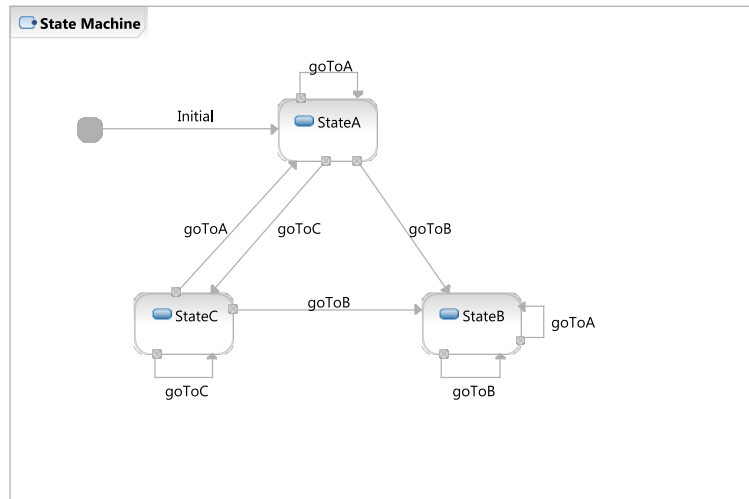 State Machine
goToA
Initial
StateA
goToA
goToC
goToB
StateC
goToB
StateB
goToA
goToC
goToB